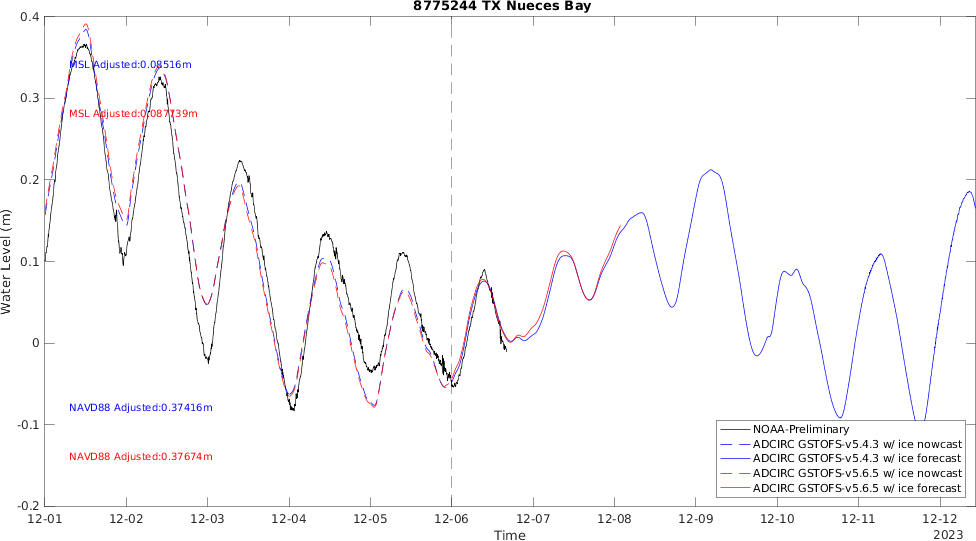 8775244 TX Nueces Bay
0.4
0.3
0.2
0.1
0
-0.1
-0.2
Water Level (m)
MSL Adjusted:0.08516m
MSL Adjusted:0.087739m
NAVD88 Adjusted:0.37416m
NAVD88 Adjusted:0.37674m
NOAA-Preliminary
ADCIRC GSTOFS-v5.4.3 w/ ice nowcast
ADCIRC GSTOFS-v5.4.3 w/ ice forecast
ADCIRC GSTOFS-v5.6.5 w/ ice nowcast
ADCIRC GSTOFS-v5.6.5 w/ ice forecast
12-01 12-02 12-03 12-04 12-05 12-06 12-07 12-08 12-09 12-10 12-11 12-12
2023
Time